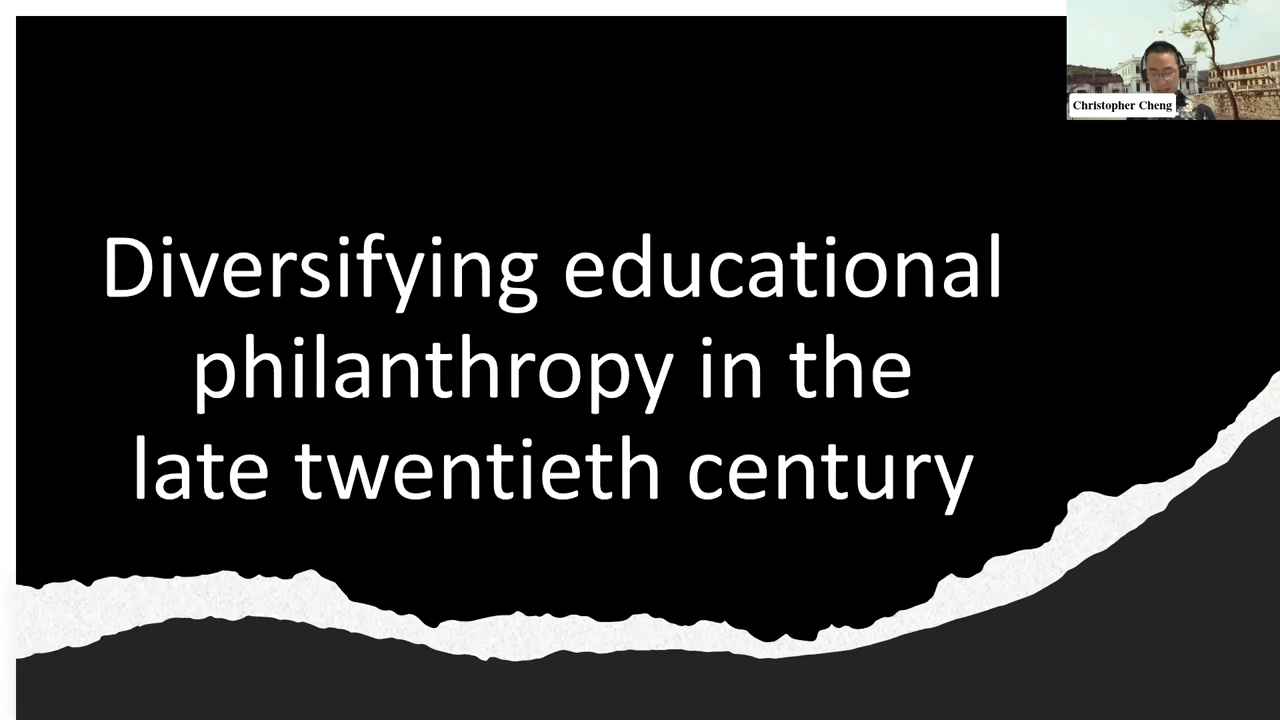 Christopher Cheng
Diversifying educational
philanthropy in the
late twentieth century